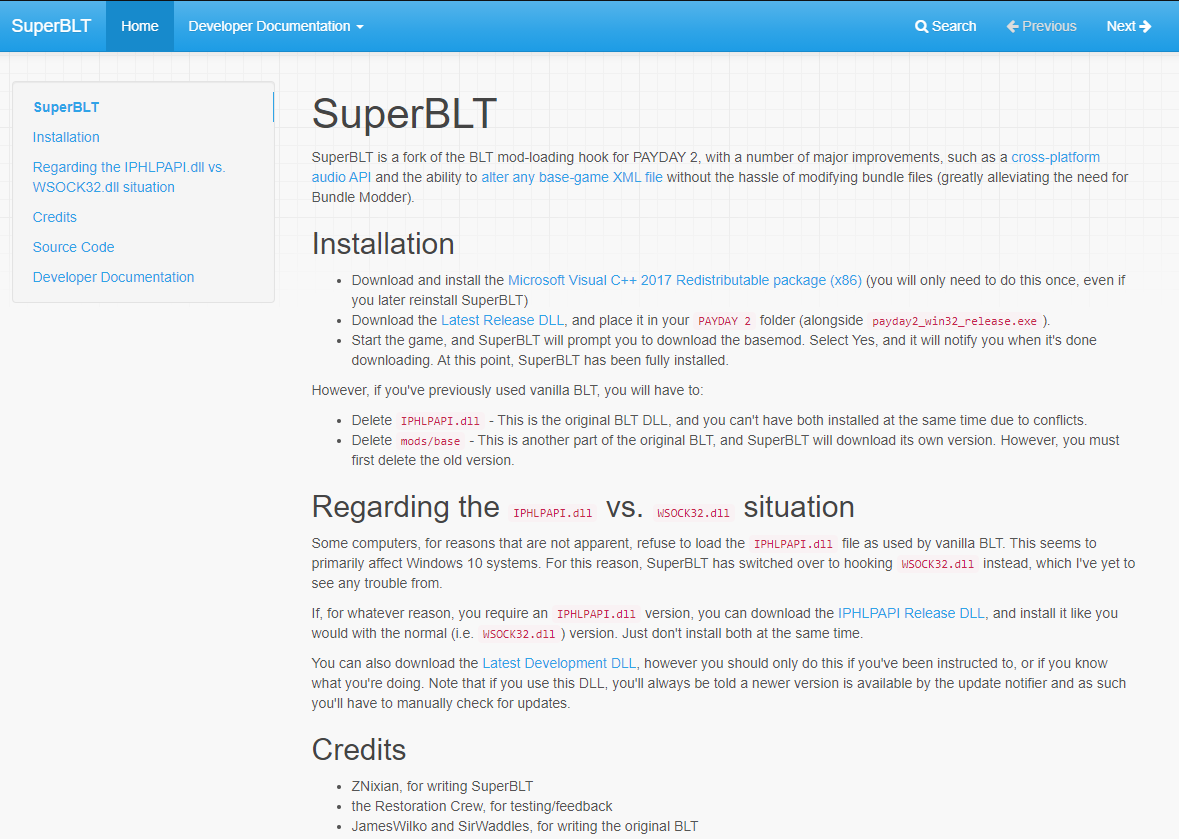 SuperBLT Home Developer Documentation Search Previous Next
SuperBLT
Installation
Regarding the IPHLPAPI.dll vs.
WSOCK32.dll situation
Credits
Source Code
Developer Documentation
SuperBLT
SuperBLT is a fork of the BLT mod-loading hook for PAYDAY 2, with a number of major improvements, such as a cross-platform
audio API and the ability to alter any base-game XML file without the hassle of modifying bundle files (greatly alleviating the need for
Bundle Modder).
Installation
• Download and install the Microsoft Visual C++ 2017 Redistributable package (x86) (you will only need to do this once, even if
you later reinstall SuperBLT)
• Download the Latest Release DLL, and place it in your PAYDAY 2 folder (alongside payday2_win32_release.exe ).
• Start the game, and SuperBLT will prompt you to download the basemod. Select Yes, and it will notify you when it's done
downloading. At this point, SuperBLT has been fully installed.
However, if you've previously used vanilla BLT, you will have to:
• Delete IPHLPAPI.dll - This is the original BLT DLL, and you can't have both installed at the same time due to conflicts.
• Delete mods/base - This is another part of the original BLT, and SuperBLT will download its own version. However, you must
first delete the old version.
Regarding the IPHLPAPI.dll vs. WSOCK32.dll situation
Some computers, for reasons that are not apparent, refuse to load the IPHLPAPI.dll file as used by vanilla BLT. This seems to
primarily affect Windows 10 systems. For this reason, SuperBLT has switched over to hooking WSOCK32.dll instead, which I've yet to
see any trouble from.
If, for whatever reason, you require an IPHLPAPI.dll version, you can download the IPHLPAPI Release DLL, and install it like you
would with the normal (i.e. WSOCK32.dll ) version. Just don't install both at the same time.
You can also download the Latest Development DLL, however you should only do this if you've been instructed to, or if you know
what you're doing. Note that if you use this DLL, you'll always be told a newer version is available by the update notifier and as such
you'll have to manually check for updates.
Credits
• ZNixian, for writing SuperBLT
• the Restoration Crew, for testing/feedback
• JamesWilko and SirWaddles, for writing the original BLT